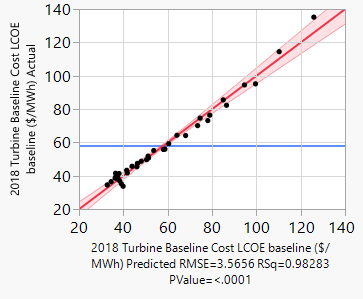 2018 Turbine Baseline Cost LCOE
baseline ($/MWh) Actual
140
120
100
80
60
40
20
20 40 60 80 100 120 140
2018 Turbine Baseline Cost LCOE baseline ($/
MWh) Predicted RMSE=3.5656 RSq=0.98283
PValue=<.0001